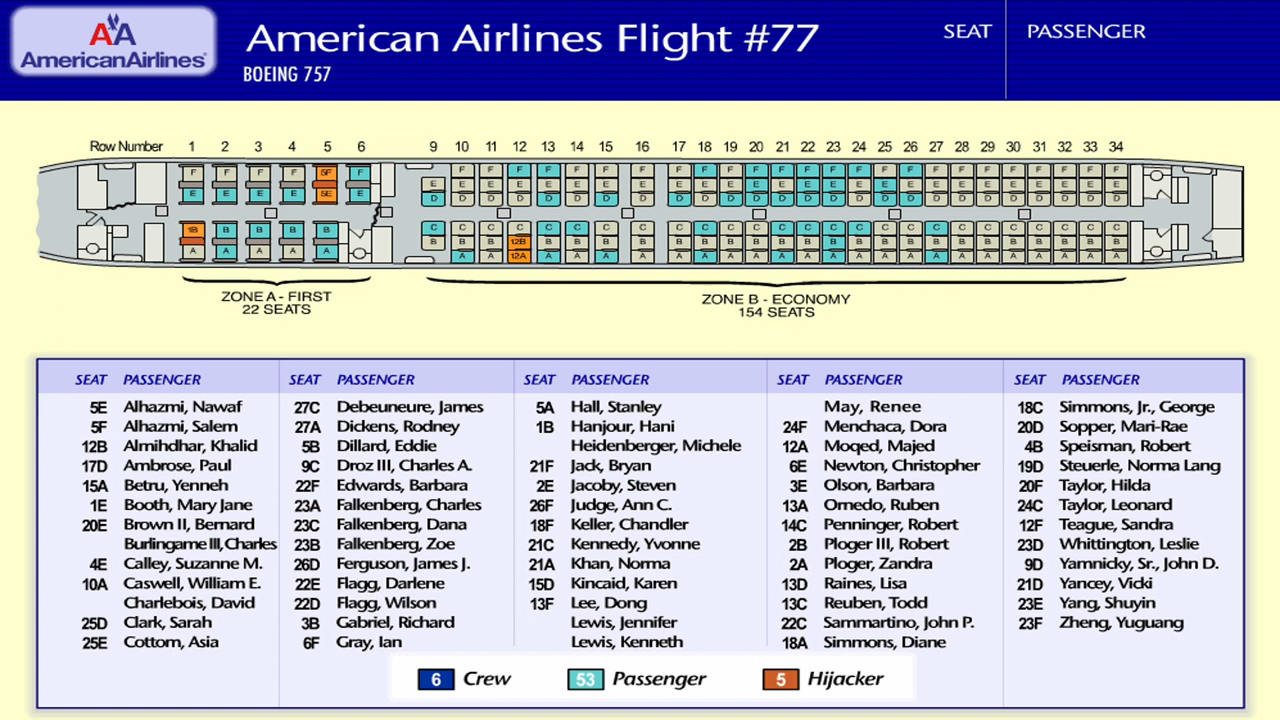 AA
AmericanAirlines®
American Airlines Flight #77
BOEING 757
SEAT PASSENGER
Row Number 1 2 3 4 5 6 9 10 11 12 13 14 15 16 17 18 19 20 21 22 23 24 25 26 27 28 29 30 31 32 33 34
F F F F 5F F F F F F F F F F F F F F F F F F F F F F F F F F F
E E E E 5E E E E E E E E E E E E E E E E E E E E E E E E E E E E
D D D D D D D D D D D D D D D D D D D D D D D D D D
1B B B B B C C C C C C C C C C C C C C C C C C C C C C C C C C
B B B 12B B B B B B B B B B B B B B B B B B B B B B B B
A A A A A A A 12A A A A A A A A A A A A A A A A A A A A A A A
ZONE A - FIRST
22 SEATS
ZONE B - ECONOMY
154 SEATS
SEAT PASSENGER
5E Alhazmi, Nawaf
5F Alhazmi, Salem
12B Almihdhar, Khalid
17D Ambrose, Paul
15A Betru, Yenneh
1E Booth, Mary Jane
20E Brown II, Bernard
Burlingame III, Charles
4E Calley, Suzanne M.
10A Caswell, William E.
Charlebois, David
25D Clark, Sarah
25E Cottom, Asia
SEAT PASSENGER
27C Debeuneure, James
27A Dickens, Rodney
5B Dillard, Eddie
9C Droz III, Charles A.
22F Edwards, Barbara
23A Falkenberg, Charles
23C Falkenberg, Dana
23B Falkenberg, Zoe
26D Ferguson, James J.
22E Flagg, Darlene
22D Flagg, Wilson
3B Gabriel, Richard
6F Gray, Ian
SEAT PASSENGER
5A Hall, Stanley
1B Hanjour, Hani
Heidenberger, Michele
21F Jack, Bryan
2E Jacoby, Steven
26F Judge, Ann C.
18F Keller, Chandler
21C Kennedy, Yvonne
21A Khan, Norma
15D Kincaid, Karen
13F Lee, Dong
Lewis, Jennifer
Lewis, Kenneth
SEAT PASSENGER
May, Renee
24F Menchaca, Dora
12A Moqed, Majed
6E Newton, Christopher
3E Olson, Barbara
13A Ornedo, Ruben
14C Penninger, Robert
2B Ploger III, Robert
2A Ploger, Zandra
13D Raines, Lisa
13C Reuben, Todd
22C Sammartino, John P.
18A Simmons, Diane
SEAT PASSENGER
18C Simmons, Jr., George
20D Sopper, Mari-Rae
4B Speisman, Robert
19D Steuerle, Norma Lang
20F Taylor, Hilda
24C Taylor, Leonard
12F Teague, Sandra
23D Whittington, Leslie
9D Yamnicky, Sr., John D.
21D Yancey, Vicki
23E Yang, Shuyin
23F Zheng, Yuguang
6 Crew 53 Passenger 5 Hijacker